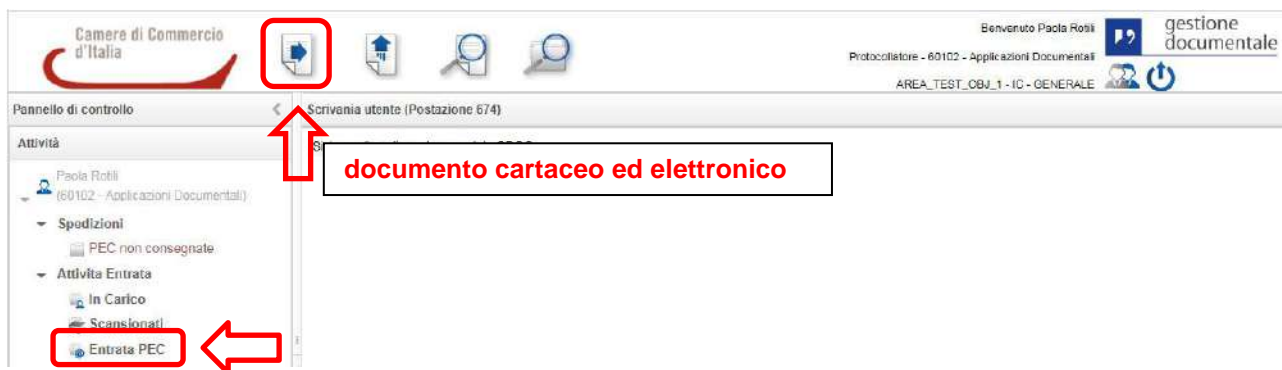 Camere di Commercio
d'Italia
Benvenuto Paola Rotili
Protocollatore - 60102 - Applicazioni Documentali
AREA_TEST_OBJ_1 - IC - GENERALE
gestione
documentale
Pannello di controllo
Scrivania utente (Postazione 674)
Attività
documento cartaceo ed elettronico
Paola Rotili
(60102 - Applicazioni Documentali)
Spedizioni
PEC non consegnate
Attivita Entrata
In Carico
Scansionati
Entrata PEC